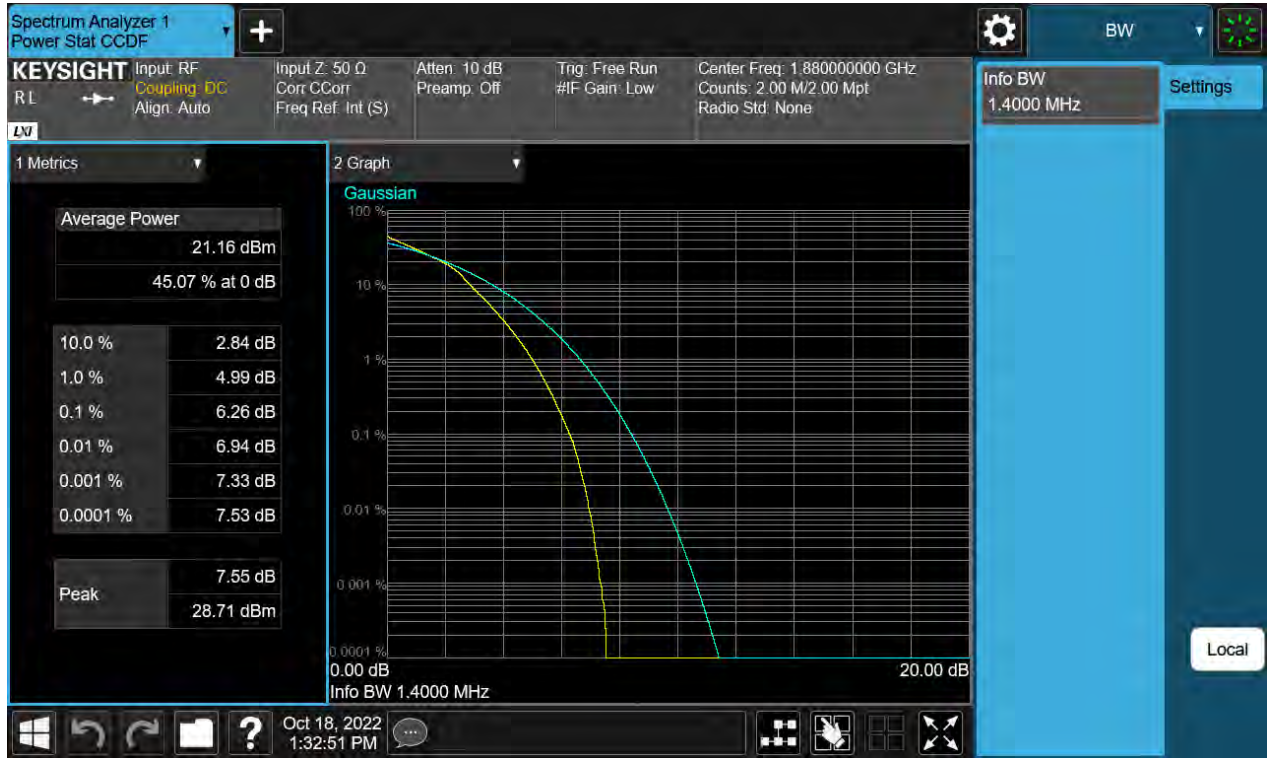 Spectrum Analyzer 1
Power Stat CCDF
+
BW
KEYSIGHT
RL
LXI
Input: RF
Coupling: DC
Align: Auto
Input Z: 50 Ω
Corr CCorr
Freq Ref: Int (S)
Atten: 10 dB
Preamp: Off
Trig: Free Run
#IF Gain: Low
Center Freq: 1.880000000 GHz
Counts: 2.00 M/2.00 Mpt
Radio Std: None
Info BW
1.4000 MHz
Settings
1 Metrics
Average Power
21.16 dBm
45.07 % at 0 dB
10.0 % 2.84 dB
1.0 % 4.99 dB
0.1 % 6.26 dB
0.01 % 6.94 dB
0.001 % 7.33 dB
0.0001 % 7.53 dB
Peak
7.55 dB
28.71 dBm
2 Graph
Gaussian
100 %
10 %
1 %
0.1 %
0.01 %
0.001 %
0.0001 %
0.00 dB 20.00 dB
Info BW 1.4000 MHz
Local
?
Oct 18, 2022
1:32:51 PM